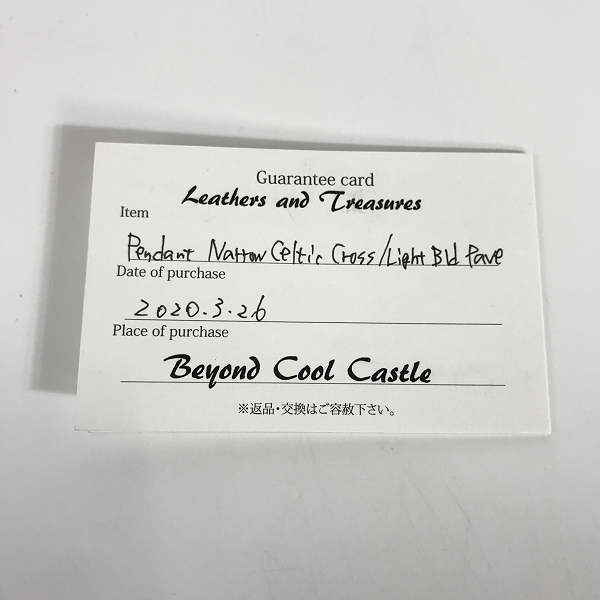 Guarantee card
Leathers and Treasures
Item
Pendant Narrow Celtic Cross/Light Bld Pave
Date of purchase
2020.3.26
Place of purchase
Beyond Cool Castle
※返品・交換はご容赦下さい。